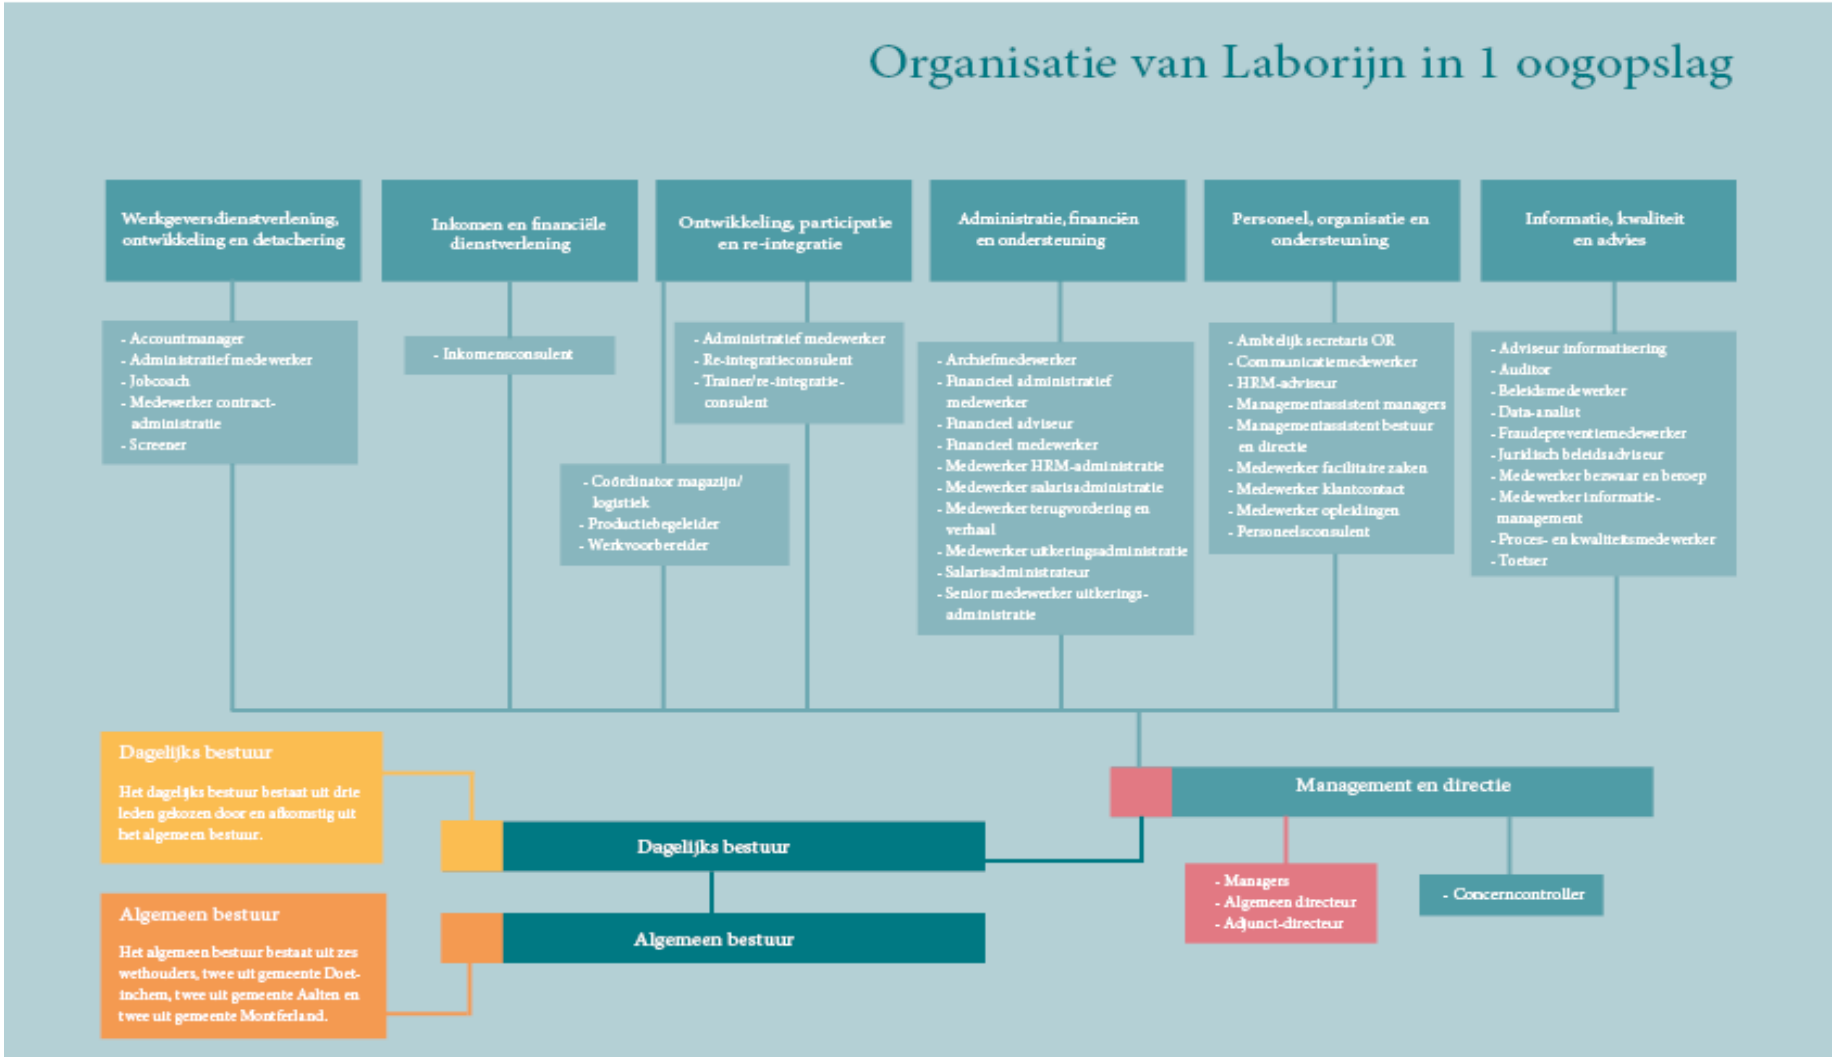 Organisatie van Laborijn in 1 oogopslag
Werkgeversdienstverlening,
ontwikkeling en detachering
- Accountmanager
- Administratief medewerker
- Jobcoach
- Medewerker contract-
administratie
- Screener
Inkomen en financiële
dienstverlening
- Inkomensconsulent
Ontwikkeling, participatie
en re-integratie
- Administratief medewerker
- Re-integratieconsulent
- Trainer/re-integratie-
consulent
- Coördinator magazijn/
logistiek
- Productiebegeleider
- Werkvoorbereider
Administratie, financiën
en ondersteuning
- Archiefmedewerker
- Financieel administratief
medewerker
- Financieel adviseur
- Financieel medewerker
- Medewerker HRM-administratie
- Medewerker salarisadministratie
- Medewerker terugvordering en
verhaal
- Medewerker uitkeringsadministratie
- Salarisadministrateur
- Senior medewerker uitkerings-
administratie
Personeel, organisatie en
ondersteuning
- Ambtelijk secretaris OR
- Communicatiemedewerker
- HRM-adviseur
- Managementassistent managers
- Managementassistent bestuur
en directie
- Medewerker facilitaire zaken
- Medewerker klantcontact
- Medewerker opleidingen
- Personeelsconsulent
Informatie, kwaliteit
en advies
- Adviseur informatisering
- Auditor
- Beleidsmedewerker
- Data-analist
- Fraudepreventiemedewerker
- Juridisch beleidsadviseur
- Medewerker bezwaar en beroep
- Medewerker informatie-
management
- Proces- en kwaliteitsmedewerker
- Toetser
Dagelijks bestuur
Het dagelijks bestuur bestaat uit drie
leden gekozen door en afkomstig uit
het algemeen bestuur.
Algemeen bestuur
Het algemeen bestuur bestaat uit zes
wethouders, twee uit gemeente Doet-
inchem, twee uit gemeente Aalten en
twee uit gemeente Montferland.
Dagelijks bestuur
Algemeen bestuur
Management en directie
- Managers
- Algemeen directeur
- Adjunct-directeur
- Concerncontroller